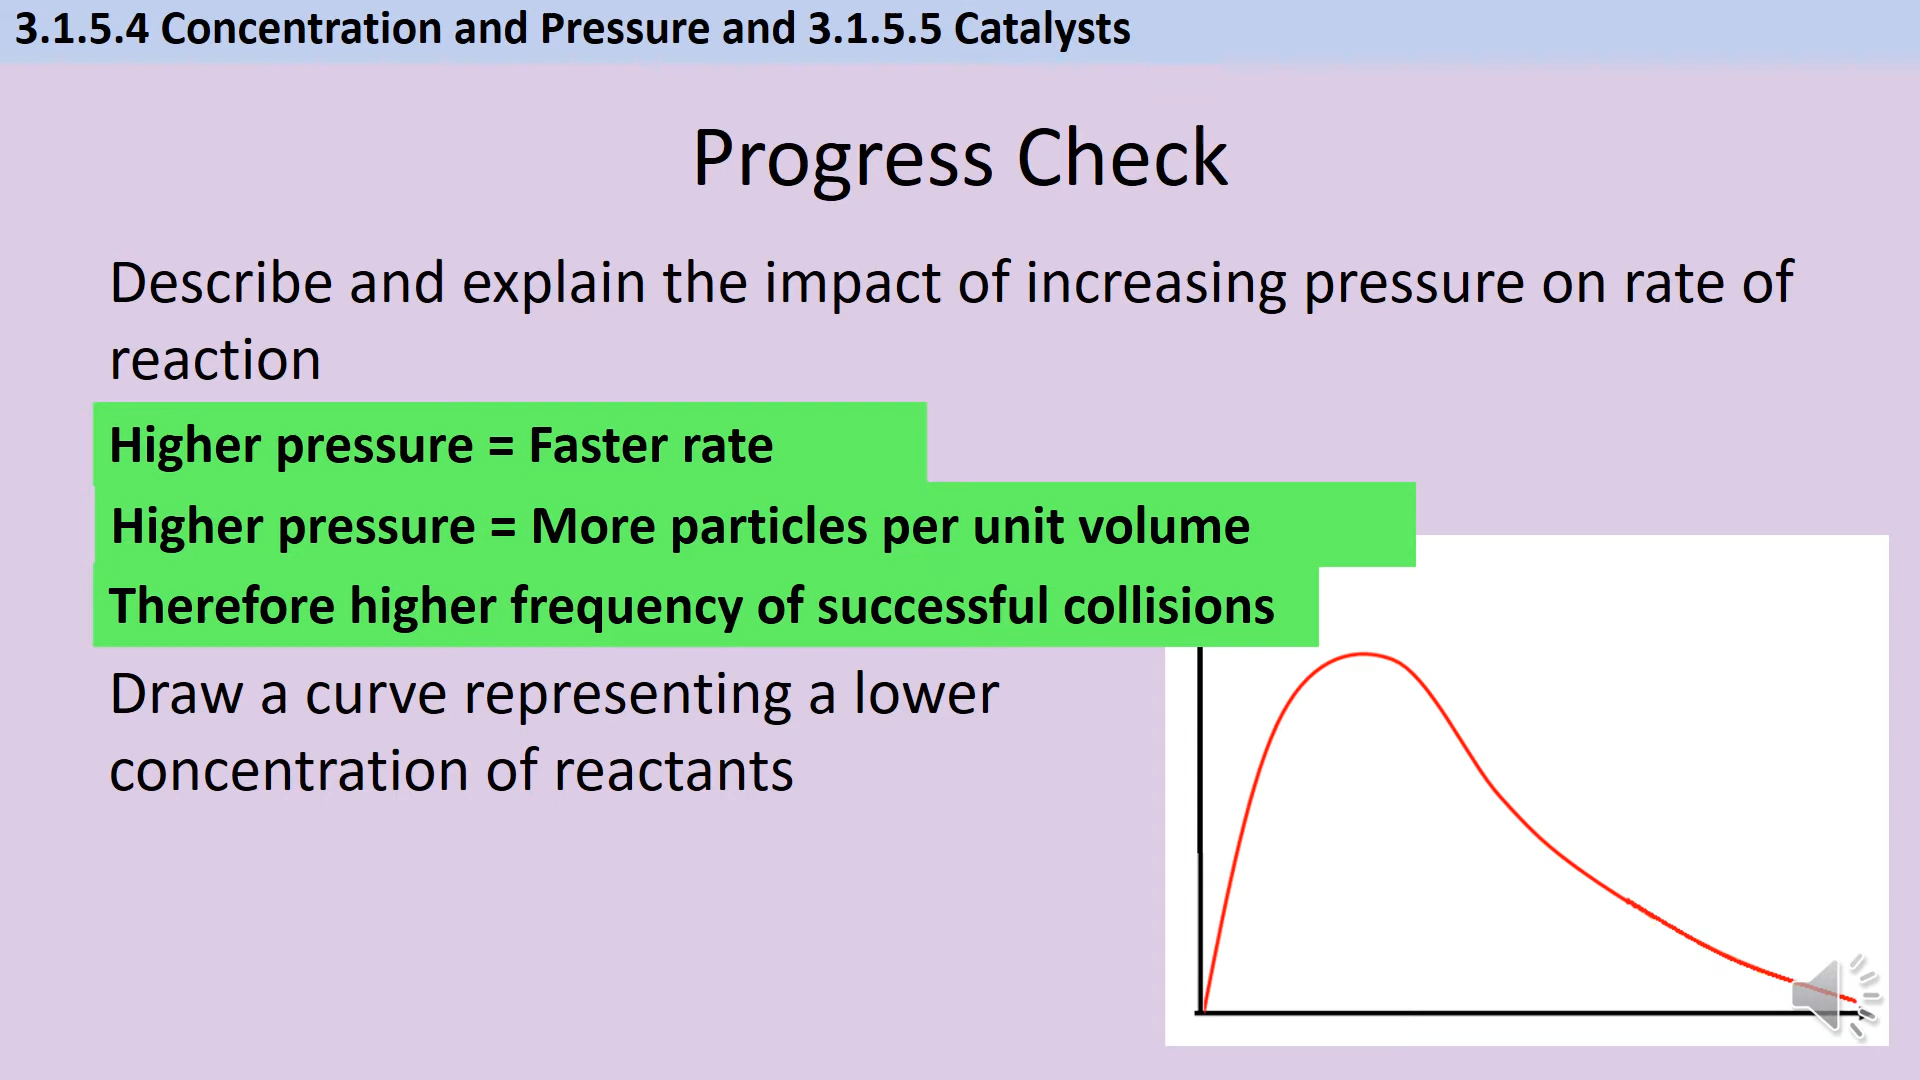 3.1.5.4 Concentration and Pressure and 3.1.5.5 Catalysts
Progress Check
Describe and explain the impact of increasing pressure on rate of
reaction
Higher pressure = Faster rate
Higher pressure = More particles per unit volume
Therefore higher frequency of successful collisions
Draw a curve representing a lower
concentration of reactants